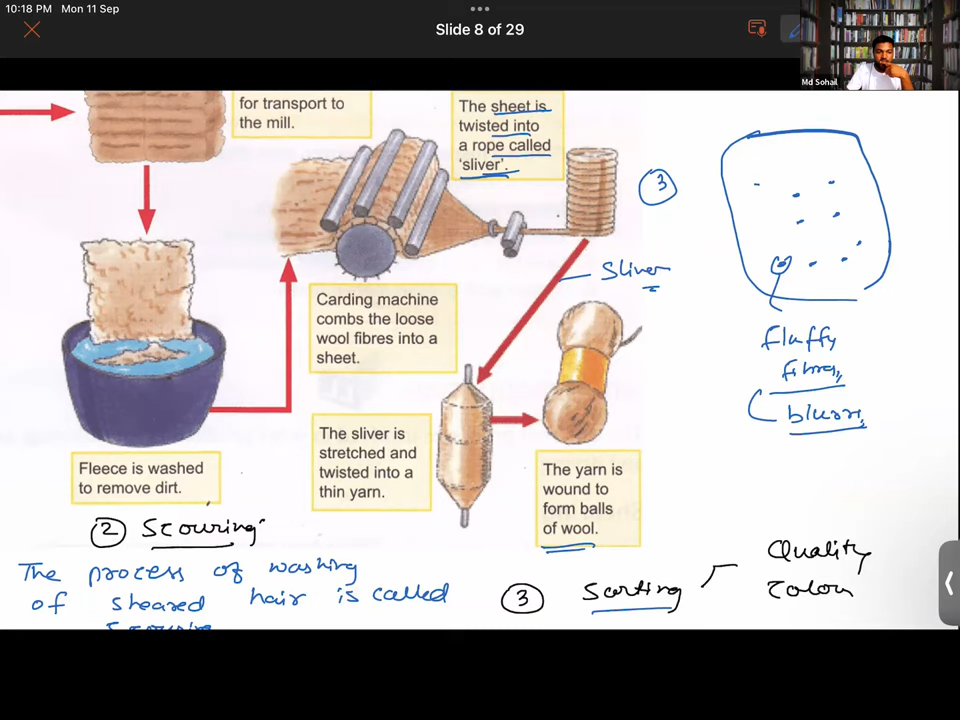 10:18 PM Mon 11 Sep
Slide 8 of 29
Md Sohail
for transport to
the mill.
The sheet is
twisted into
a rope called
'sliver'.
3
Sliver
Carding machine
combs the loose
wool fibres into a
sheet.
fluffy
fibres
The sliver is
stretched and
twisted into a
thin yarn.
Fleece is washed
to remove dirt.
The yarn is
wound to
form balls
of wool.
2 Scouring
The process of washing
of sheared hair is called
Scouring
3 Sorting
Quality
Colour